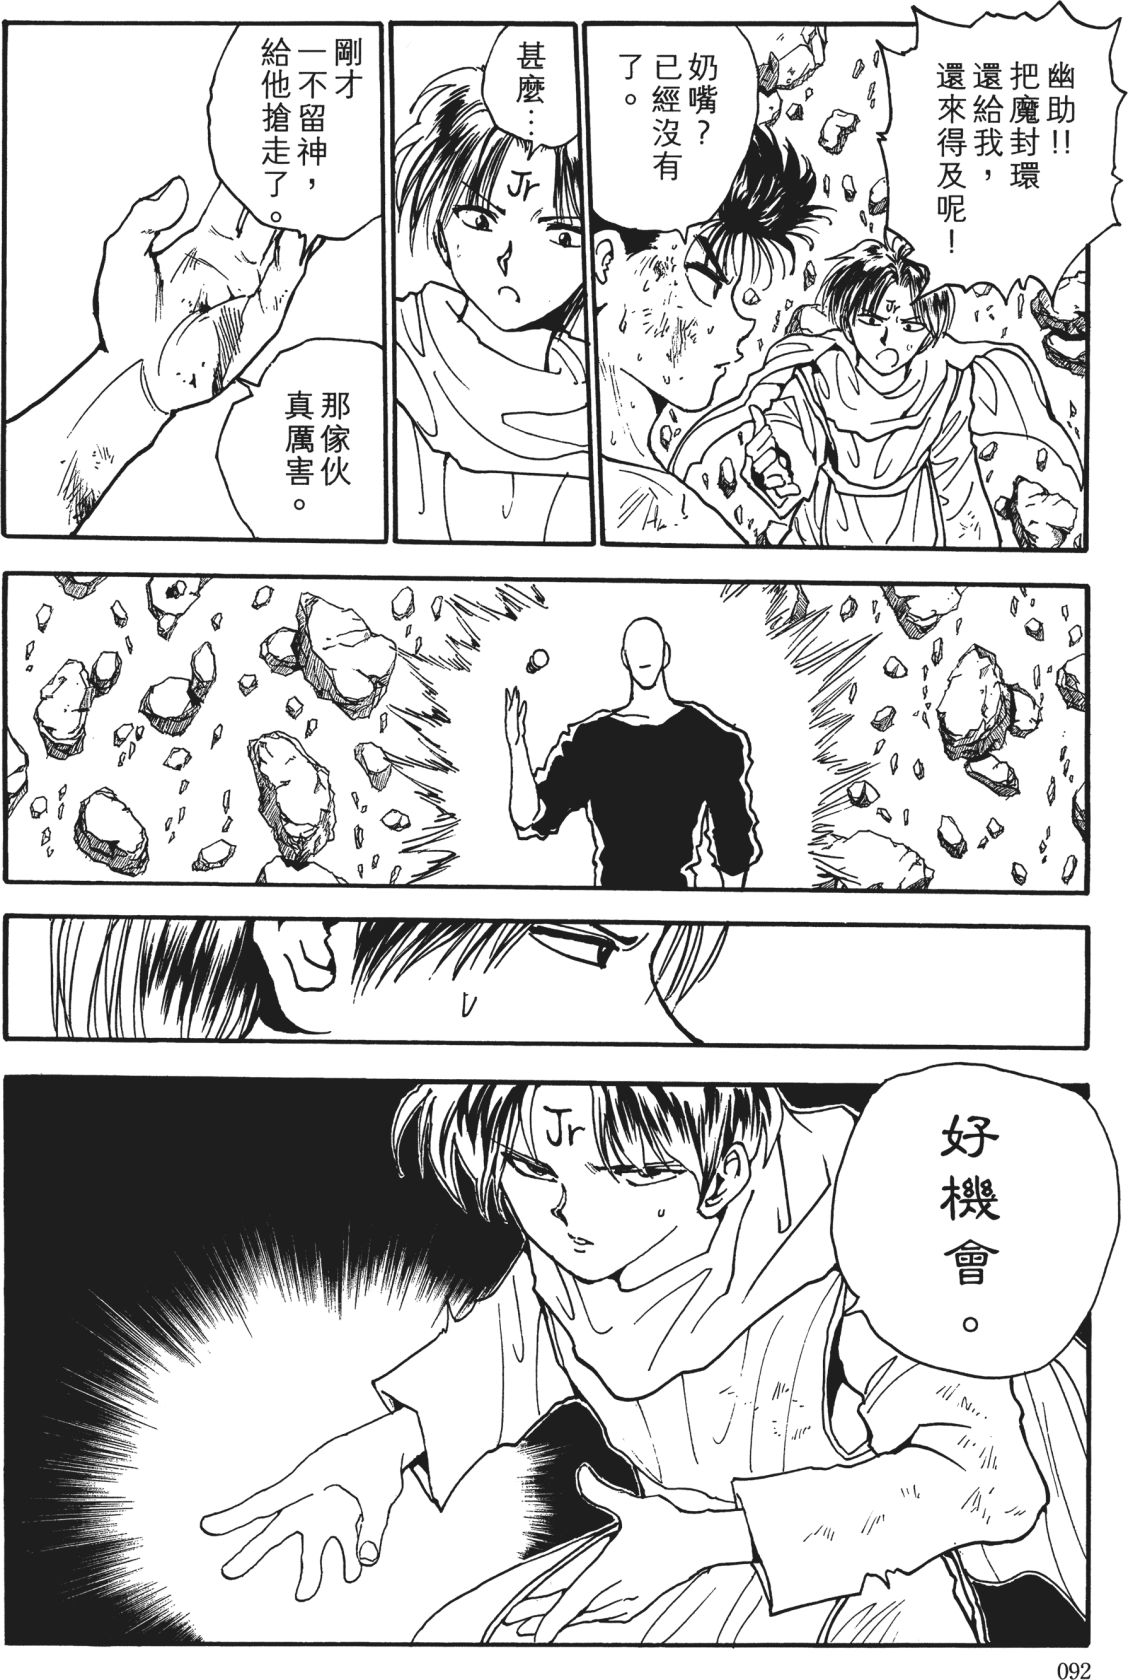 幽助!!
把魔封環
還給我，
還來得及呢！
Jr
奶嘴？
已經沒有
了。
甚麼…
Jr
剛才
一不留神，
給他搶走了。
那傢伙
真厲害。
好機會。
Jr
092